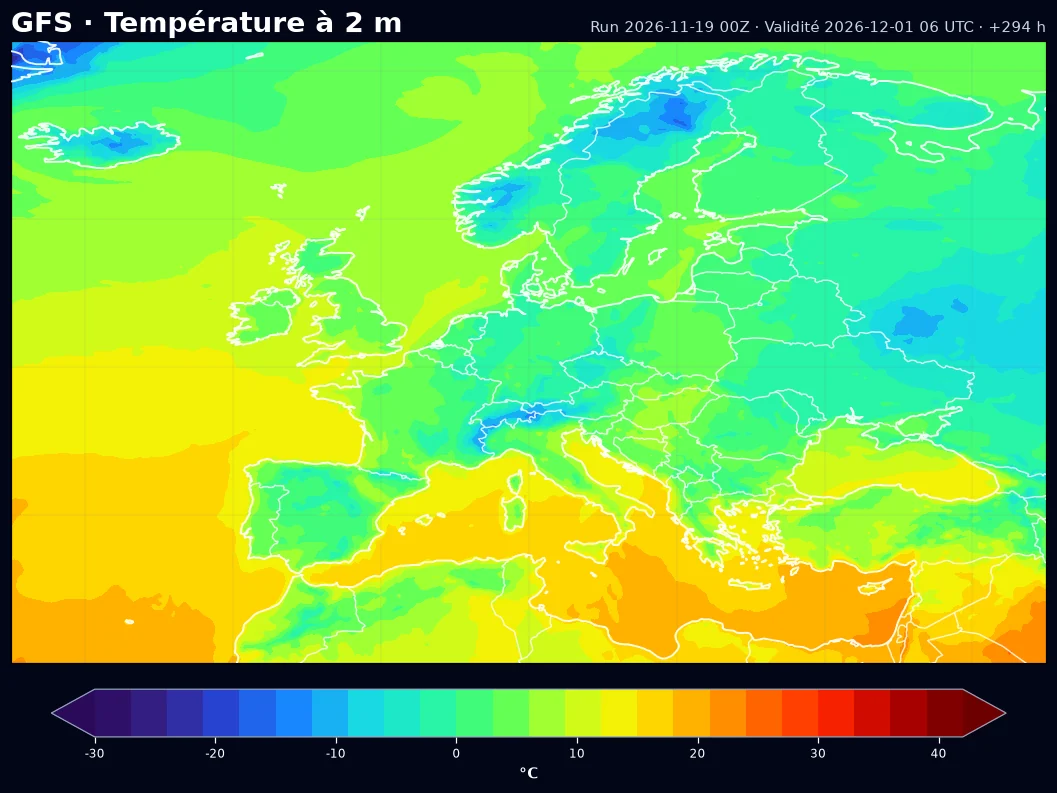 GFS · Température à 2 m
Run 2026-11-19 00Z · Validité 2026-12-01 06 UTC · +294 h
-30 -20 -10 0 10 20 30 40
°C